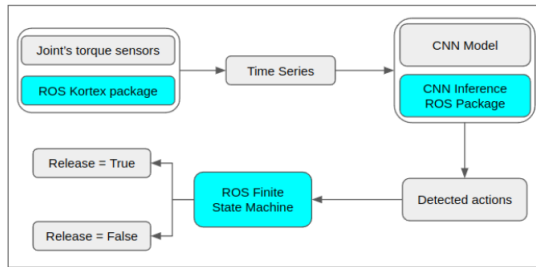 Joint's torque sensors
ROS Kortex package
Time Series
CNN Model
CNN Inference
ROS Package
Release = True
Release = False
ROS Finite
State Machine
Detected actions